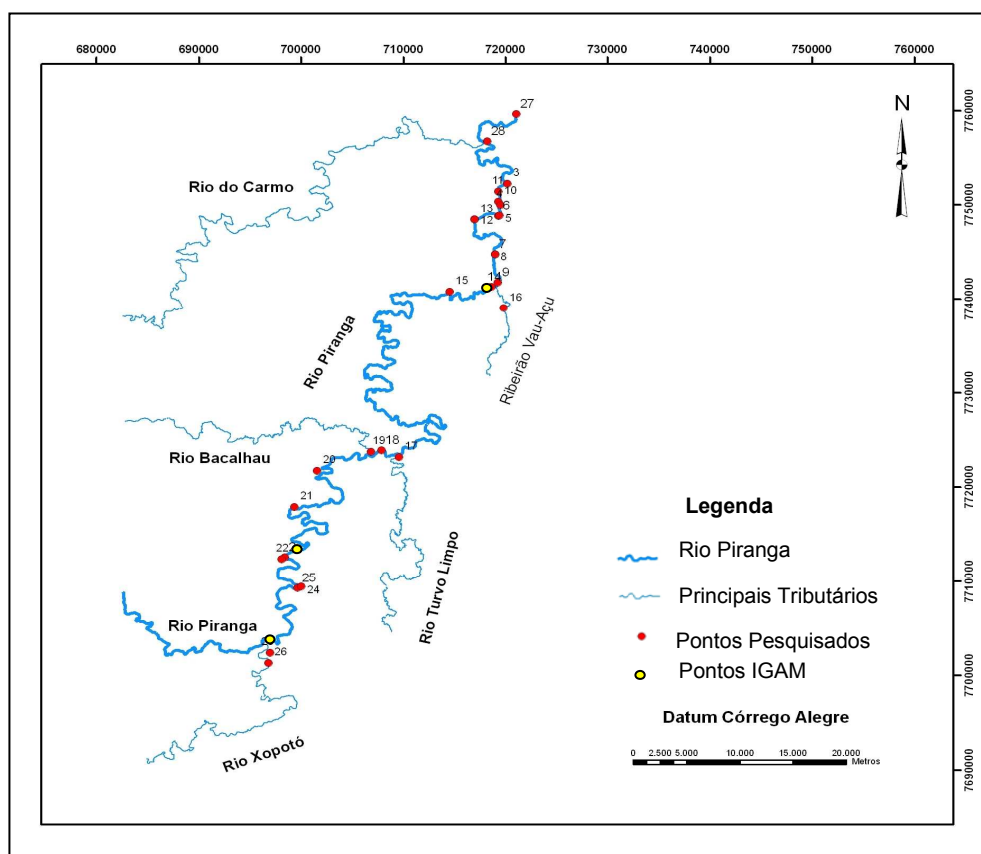 680000 690000 700000 710000 720000 730000 740000 750000 760000
27
N
7760000
28
3
11
10
Rio do Carmo
13
6
7750000
12
5
7
8
9
15
14
7740000
16
Rio Piranga
Ribeirão Vau-Açu
7730000
1918
17
Rio Bacalhau
20
7720000
21
Legenda
Rio Piranga
222
Rio Turvo Limpo
25
7710000
24
Principais Tributários
Rio Piranga
Pontos Pesquisados
26
Pontos IGAM
7700000
Datum Córrego Alegre
Rio Xopotó
0 2.500 5.000 10.000 15.000 20.000
Metros
7690000